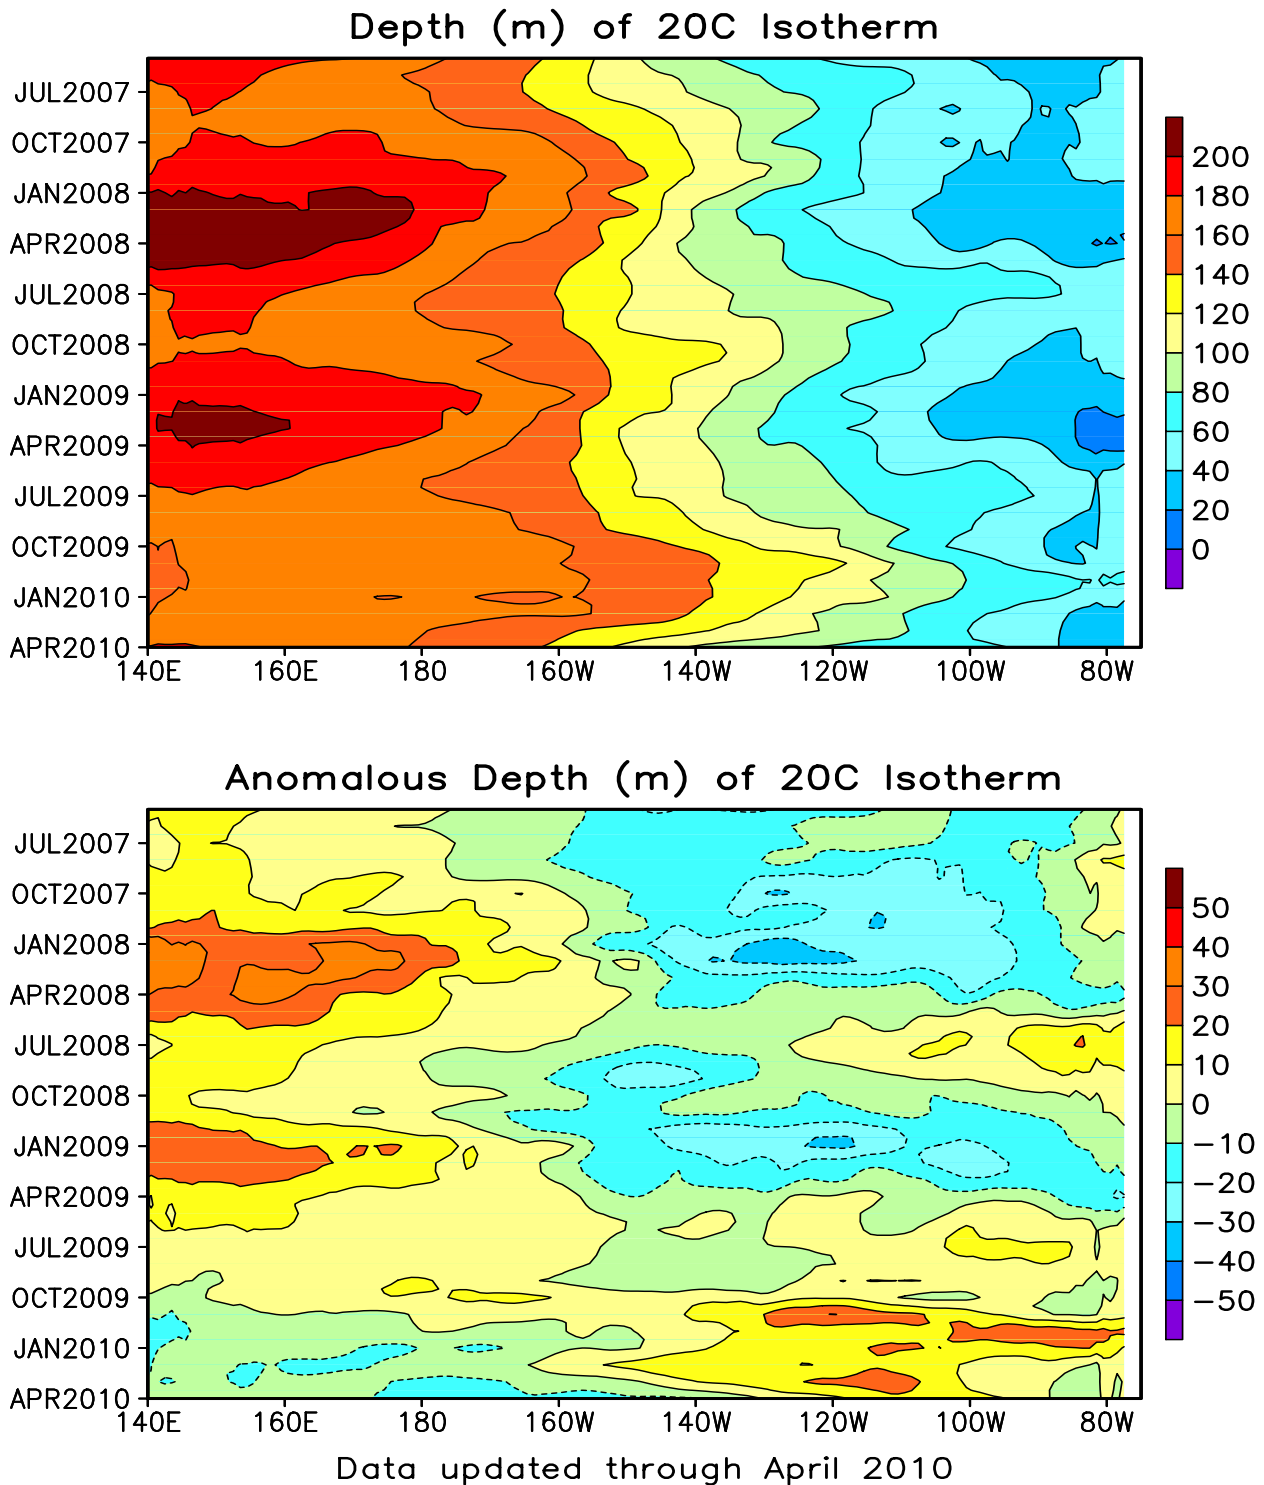 Depth (m) of 20C Isotherm
JUL2007
OCT2007
JAN2008
APR2008
JUL2008
OCT2008
JAN2009
APR2009
JUL2009
OCT2009
JAN2010
APR2010
140E 160E 180 160W 140W 120W 100W 80W
200
180
160
140
120
100
80
60
40
20
0
Anomalous Depth (m) of 20C Isotherm
JUL2007
OCT2007
JAN2008
APR2008
JUL2008
OCT2008
JAN2009
APR2009
JUL2009
OCT2009
JAN2010
APR2010
140E 160E 180 160W 140W 120W 100W 80W
50
40
30
20
10
0
−10
−20
−30
−40
−50
Data updated through April 2010